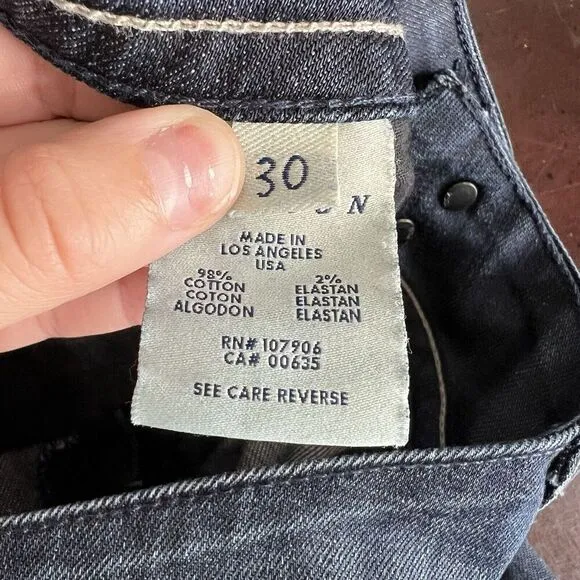 30
MADE IN
LOS ANGELES
USA
98% 2%
COTTON ELASTAN
COTON ELASTAN
ALGODON ELASTAN
RN# 107906
CA# 00635
SEE CARE REVERSE